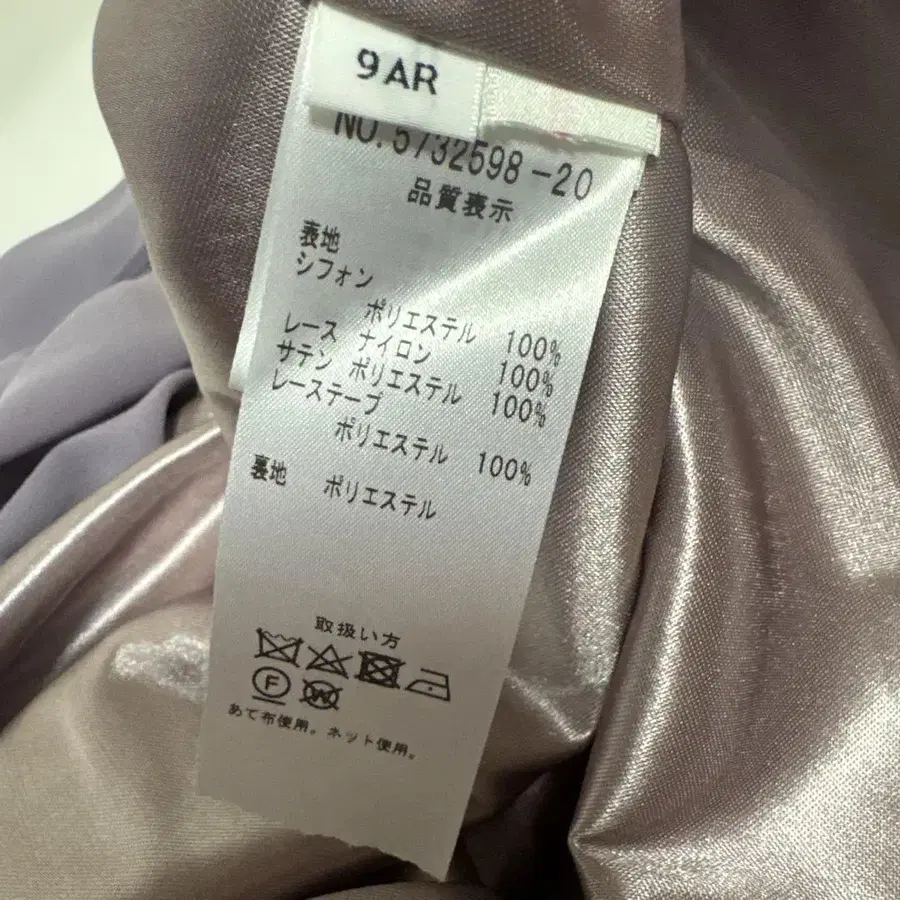 9AR
NO.5732598-20
品質表示
表地
シフォン
ポリエステル 100%
レース ナイロン 100%
サテン ポリエステル 100%
レーステープ
ポリエステル 100%
裏地 ポリエステル
取扱い方
F
W
あて布使用。ネット使用。